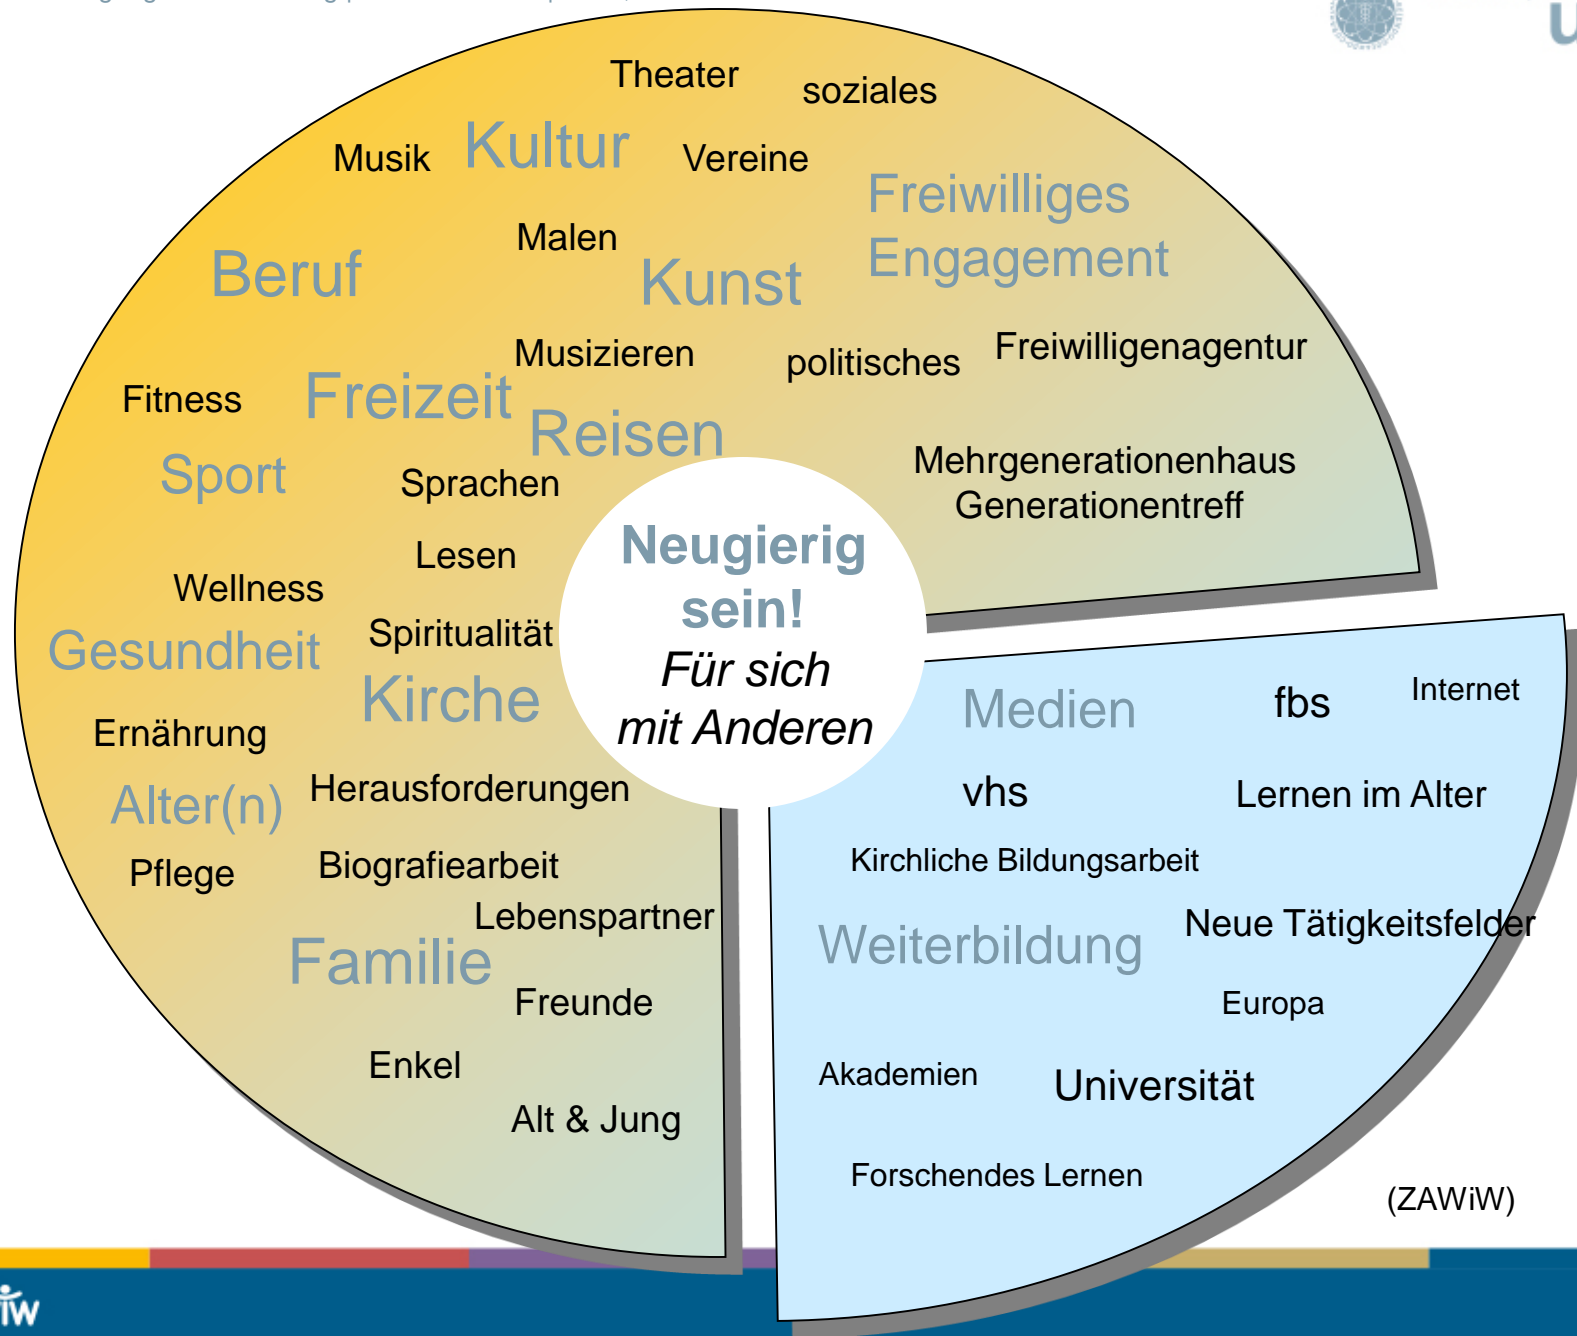 Theater
soziales
Musik
Kultur
Vereine
Freiwilliges
Engagement
Malen
Beruf
Kunst
Musizieren
politisches
Freiwilligenagentur
Fitness
Freizeit
Reisen
Sport
Sprachen
Mehrgenerationenhaus
Generationentreff
Lesen
Wellness
Neugierig
sein!
Für sich
mit Anderen
Gesundheit
Spiritualität
Kirche
Ernährung
Alter(n)
Herausforderungen
Pflege
Biografiearbeit
Lebenspartner
Familie
Freunde
Enkel
Alt & Jung
Medien
fbs
Internet
vhs
Lernen im Alter
Kirchliche Bildungsarbeit
Weiterbildung
Neue Tätigkeitsfelder
Europa
Akademien
Universität
Forschendes Lernen
(ZAWiW)